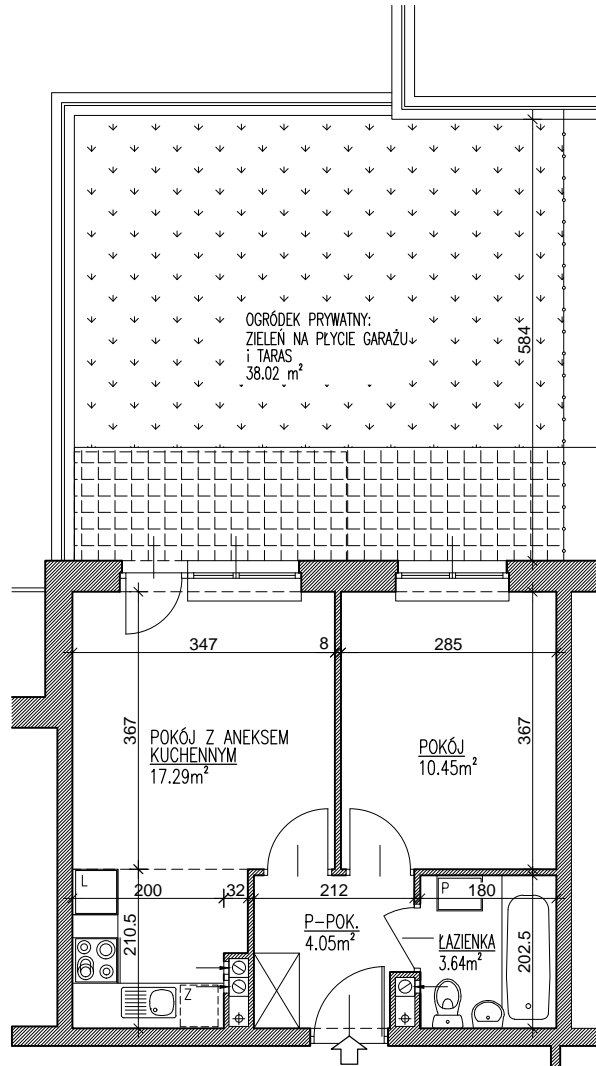 OGRÓDEK PRYWATNY:
ZIELEŃ NA PŁYCIE GARAŻU
i TARAS
38.02 m²
584
347
8
285
367
POKÓJ Z ANEKSEM
KUCHENNYM
17.29m²
POKÓJ
10.45m²
367
L
200
32
212
P
180
210.5
P-POK.
4.05m²
ŁAZIENKA
3.64m²
202.5
Z